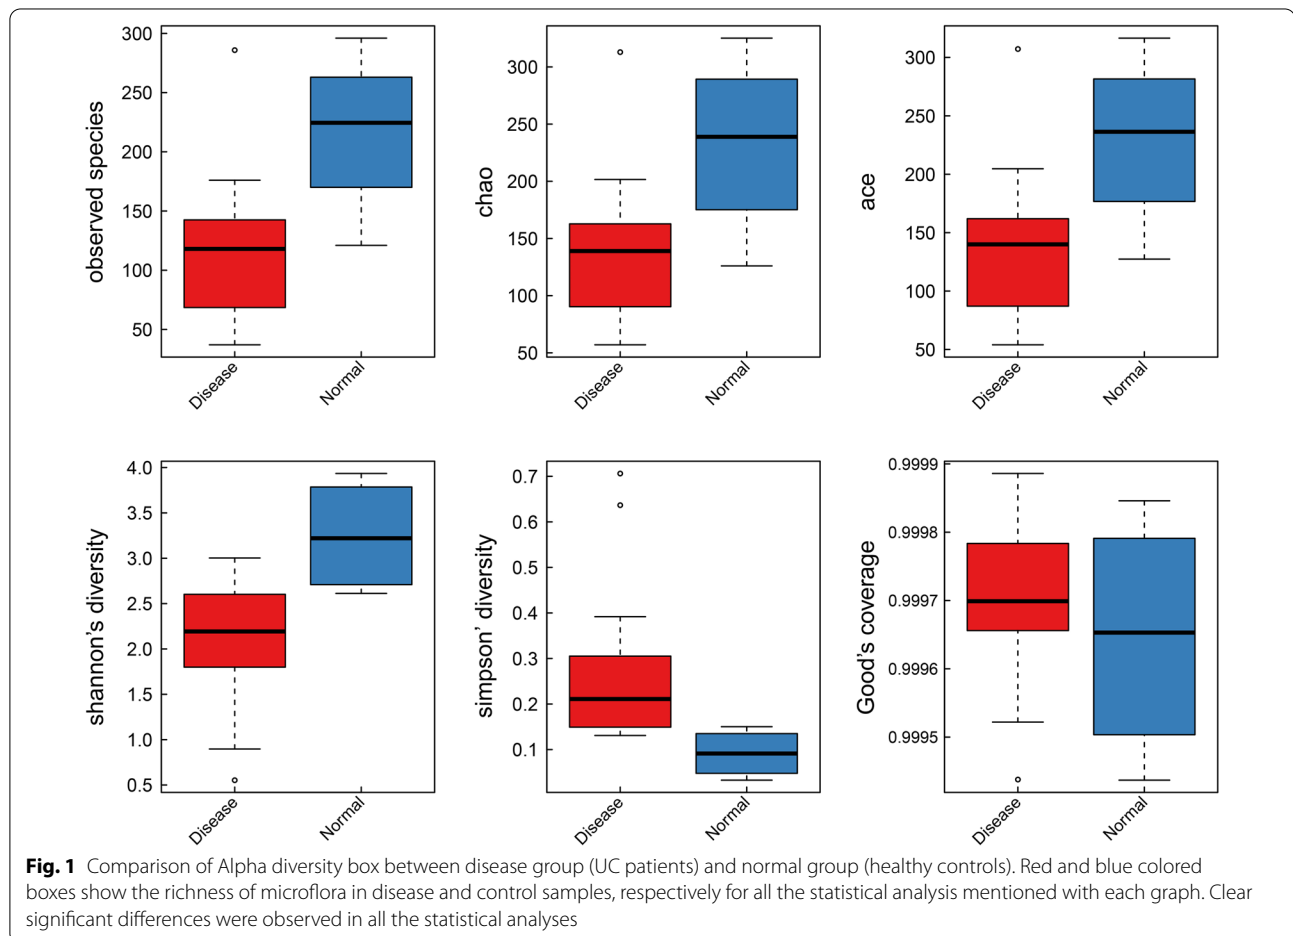 observed species
300
250
200
150
100
50
Disease
Normal
chao
300
250
200
150
100
50
Disease
Normal
ace
300
250
200
150
100
50
Disease
Normal
shannon's diversity
4.0
3.5
3.0
2.5
2.0
1.5
1.0
0.5
Disease
Normal
simpson' diversity
0.7
0.6
0.5
0.4
0.3
0.2
0.1
Disease
Normal
Good's coverage
0.9999
0.9998
0.9997
0.9996
0.9995
Disease
Normal
Fig. 1 Comparison of Alpha diversity box between disease group (UC patients) and normal group (healthy controls). Red and blue colored
boxes show the richness of microflora in disease and control samples, respectively for all the statistical analysis mentioned with each graph. Clear
significant differences were observed in all the statistical analyses